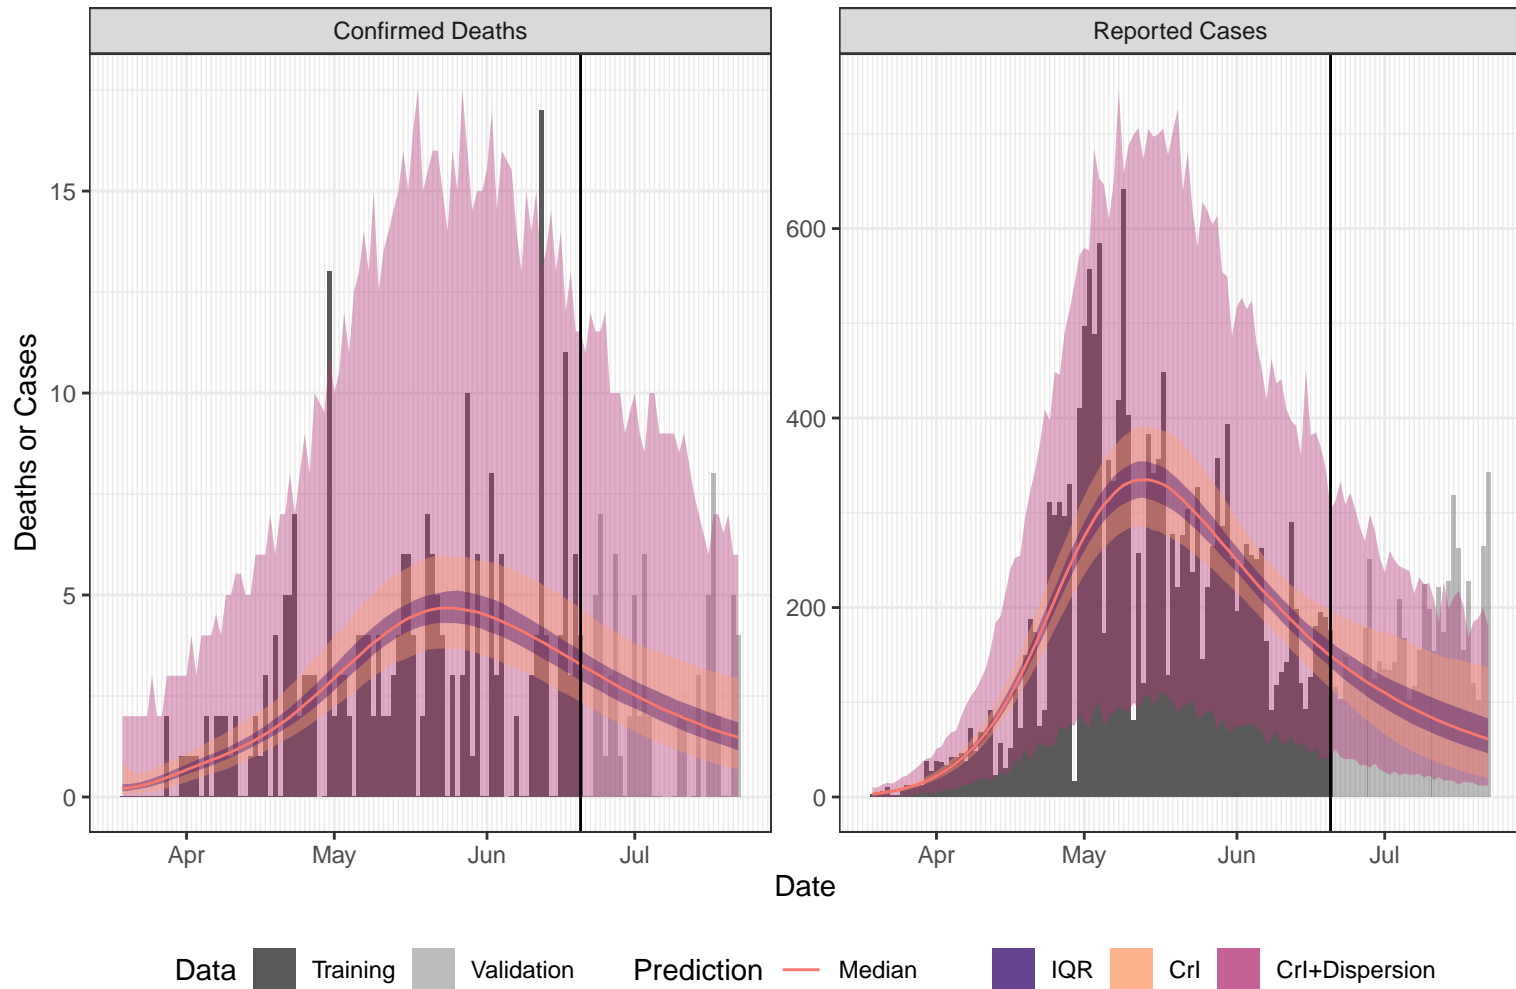 Confirmed Deaths
Reported Cases
Deaths or Cases
15
10
5
0
600
400
200
0
Apr May Jun Jul
Apr May Jun Jul
Date
Data Training Validation Prediction Median IQR CrI CrI+Dispersion